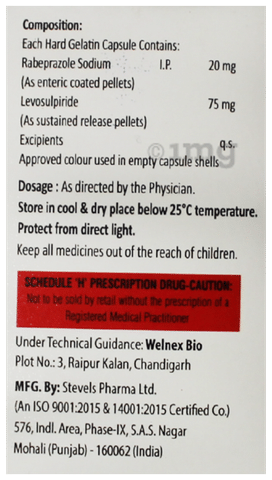 Composition:
Each Hard Gelatin Capsule Contains:
Rabeprazole Sodium I.P. 20 mg
(As enteric coated pellets)
Levosulpiride 75 mg
(As sustained release pellets)
Excipients q.s.
Approved colour used in empty capsule shells
1mg
Dosage : As directed by the Physician.
Store in cool & dry place below 25°C temperature.
Protect from direct light.
Keep all medicines out of the reach of children.
SCHEDULE 'H' PRESCRIPTION DRUG-CAUTION:
Not to be sold by retail without the prescription of a
Registered Medical Practitioner
Under Technical Guidance: Welnex Bio
Plot No.: 3, Raipur Kalan, Chandigarh
MFG. By: Stevels Pharma Ltd.
(An ISO 9001:2015 & 14001:2015 Certified Co.)
576, Indl. Area, Phase-IX, S.A.S. Nagar
Mohali (Punjab) - 160062 (India)